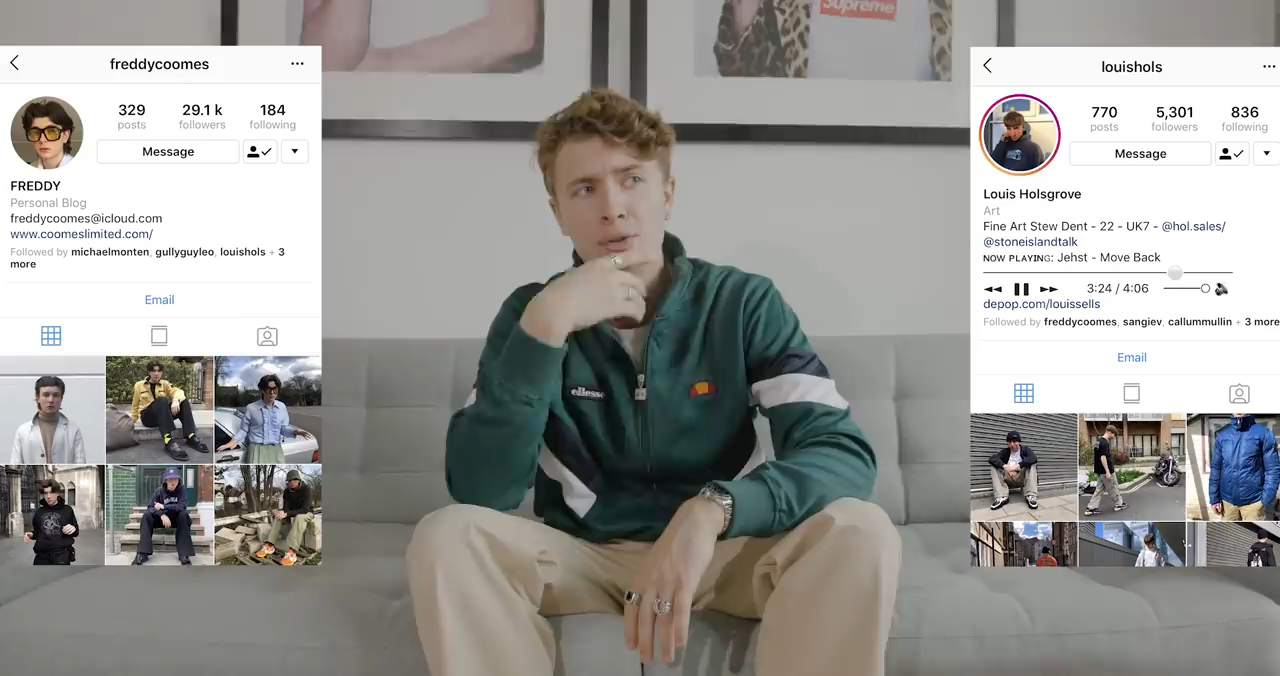 Supreme
freddycoomes
329 29.1 k 184
posts followers following
Message
FREDDY
Personal Blog
freddycoomes@icloud.com
www.coomeslimited.com/
Followed by michaelmonten, gullyguyleo, louishols + 3
more
Email
ellesse
louishols
770 5,301 836
posts followers following
Message
Louis Holsgrove
Art
Fine Art Stew Dent - 22 - UK7 - @hol.sales/
@stoneislandtalk
NOW PLAYING: Jehst - Move Back
3:24 / 4:06
depop.com/louissells
Followed by freddycoomes, sangiev, callummullin + 3 more
Email